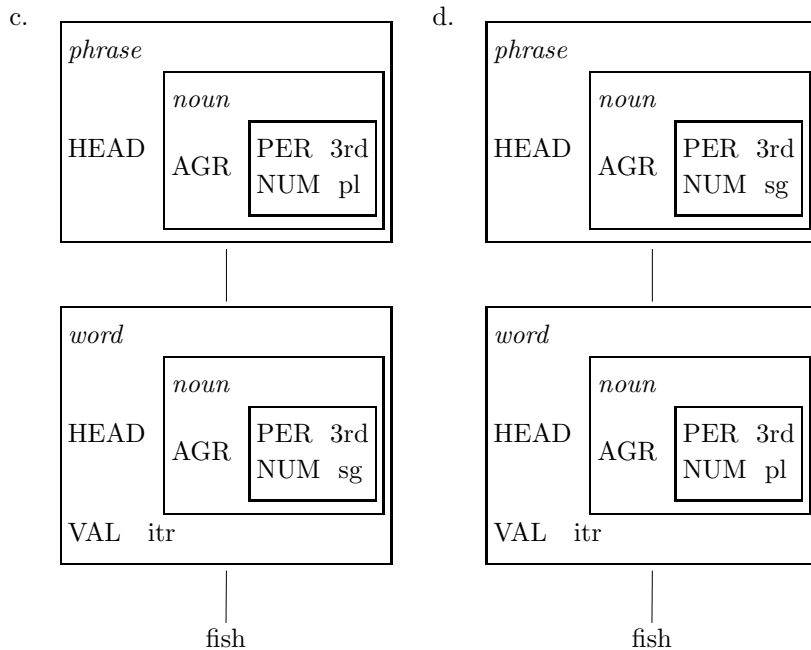 c.
phrase
noun
HEAD
AGR
PER 3rd
NUM pl
word
noun
HEAD
AGR
PER 3rd
NUM sg
VAL itr
fish
d.
phrase
noun
HEAD
AGR
PER 3rd
NUM sg
word
noun
HEAD
AGR
PER 3rd
NUM pl
VAL itr
fish